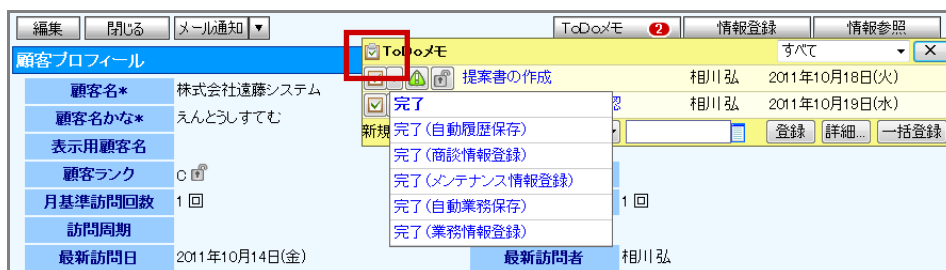 編集 閉じる メール通知 ▼ ToDoメモ 2 情報登録 情報参照
顧客プロフィール
ToDoメモ すべて
顧客名* 株式会社遠藤システム
提案書の作成 相川 弘 2011年10月18日(火)
顧客名かな* えんどうしすてむ
相川 弘 2011年10月19日(水)
完了
新規 登録 詳細... 一括登録
完了(自動履歴保存)
完了(商談情報登録)
完了(メンテナンス情報登録)
完了(自動業務保存)
完了(業務情報登録)
表示用顧客名
顧客ランク C
月基準訪問回数 1 回 1 回
訪問周期
最新訪問日 2011年10月14日(金) 最新訪問者 相川 弘